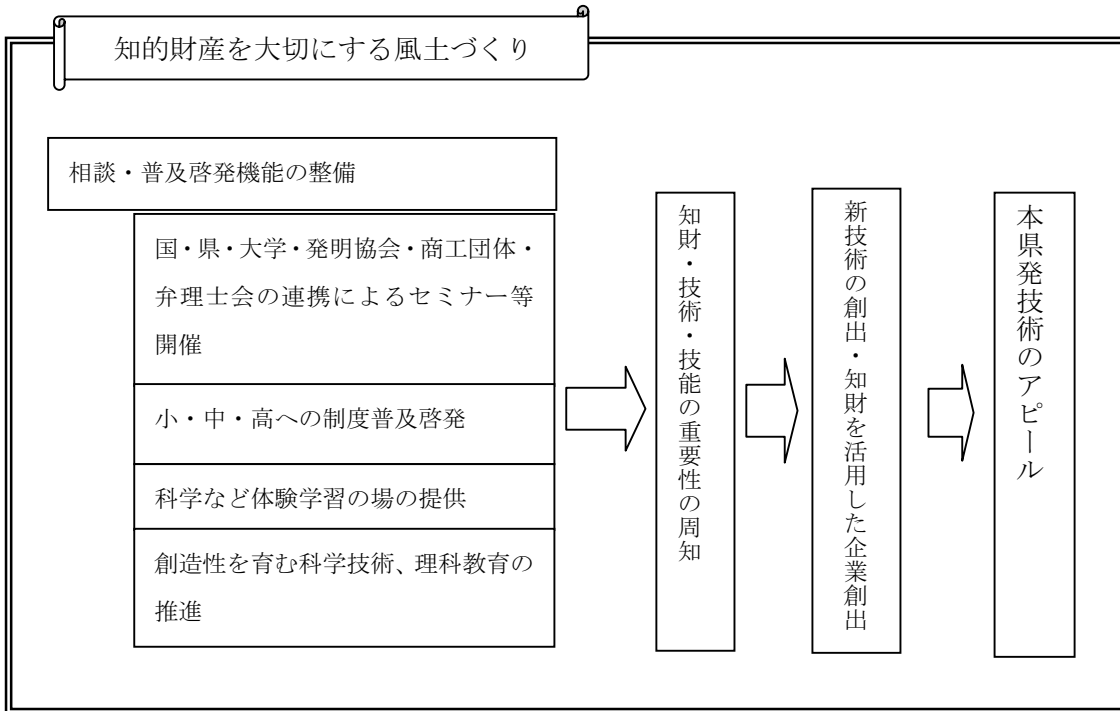 知的財産を大切にする風土づくり
相談・普及啓発機能の整備
国・県・大学・発明協会・商工団体・
弁理士会の連携によるセミナー等
開催
小・中・高への制度普及啓発
科学など体験学習の場の提供
創造性を育む科学技術、理科教育の
推進
知財・技術・技能の重要性の周知
新技術の創出・知財を活用した企業創出
本県発技術のアピール